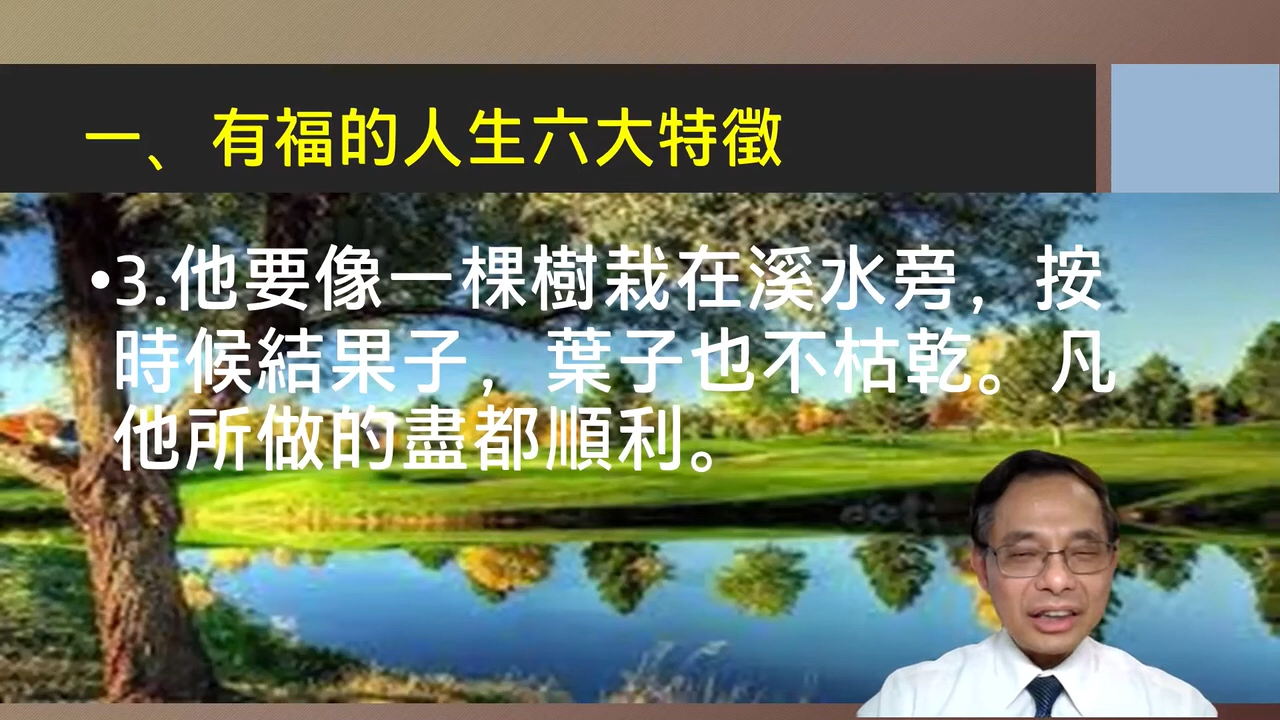 一、 有福的人生六大特徵
•3.他要像一棵樹栽在溪水旁，按
時候結果子，葉子也不枯乾。凡
他所做的盡都順利。